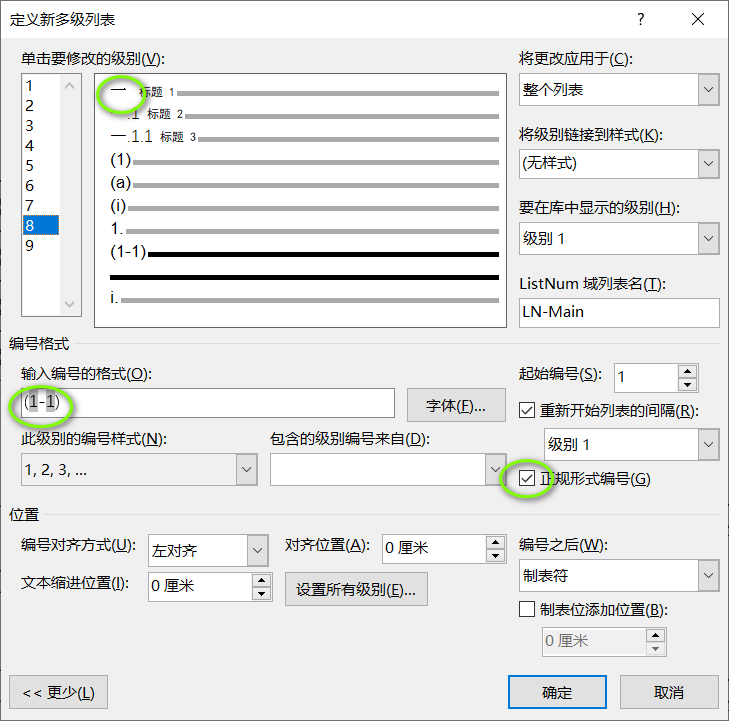 定义新多级列表 ?
单击要修改的级别(V): 将更改应用于(C):
1
2
3
4
5
6
7
8
9
一 标题 1
.1 标题 2
一.1.1 标题 3
(1)
(a)
(i)
1.
(1-1)
i.
整个列表
将级别链接到样式(K):
(无样式)
要在库中显示的级别(H):
级别 1
ListNum 域列表名(T):
LN-Main
编号格式
输入编号的格式(O): 起始编号(S): 1
(1-1) 字体(F)...
重新开始列表的间隔(R):
此级别的编号样式(N): 包含的级别编号来自(D): 级别 1
1, 2, 3, ...
正规形式编号(G)
位置
编号对齐方式(U): 左对齐 对齐位置(A): 0 厘米 编号之后(W):
文本缩进位置(I): 0 厘米 设置所有级别(E)... 制表符
制表位添加位置(B):
0 厘米
<< 更少(L) 确定 取消